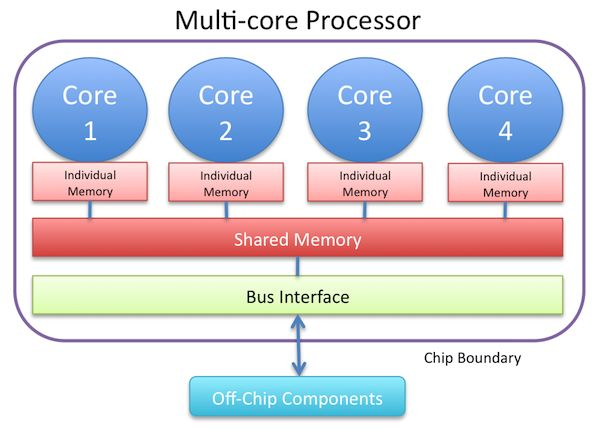 Multi-core Processor
Core
1
Core
2
Core
3
Core
4
Individual
Memory
Individual
Memory
Individual
Memory
Individual
Memory
Shared Memory
Bus Interface
Chip Boundary
Off-Chip Components